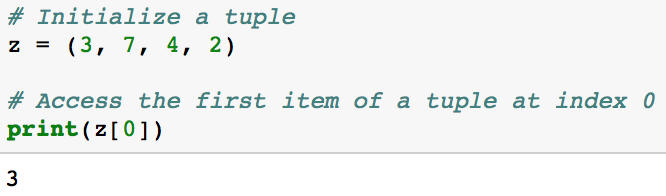 # Initialize a tuple
z = (3, 7, 4, 2)
# Access the first item of a tuple at index 0
print(z[0])
3